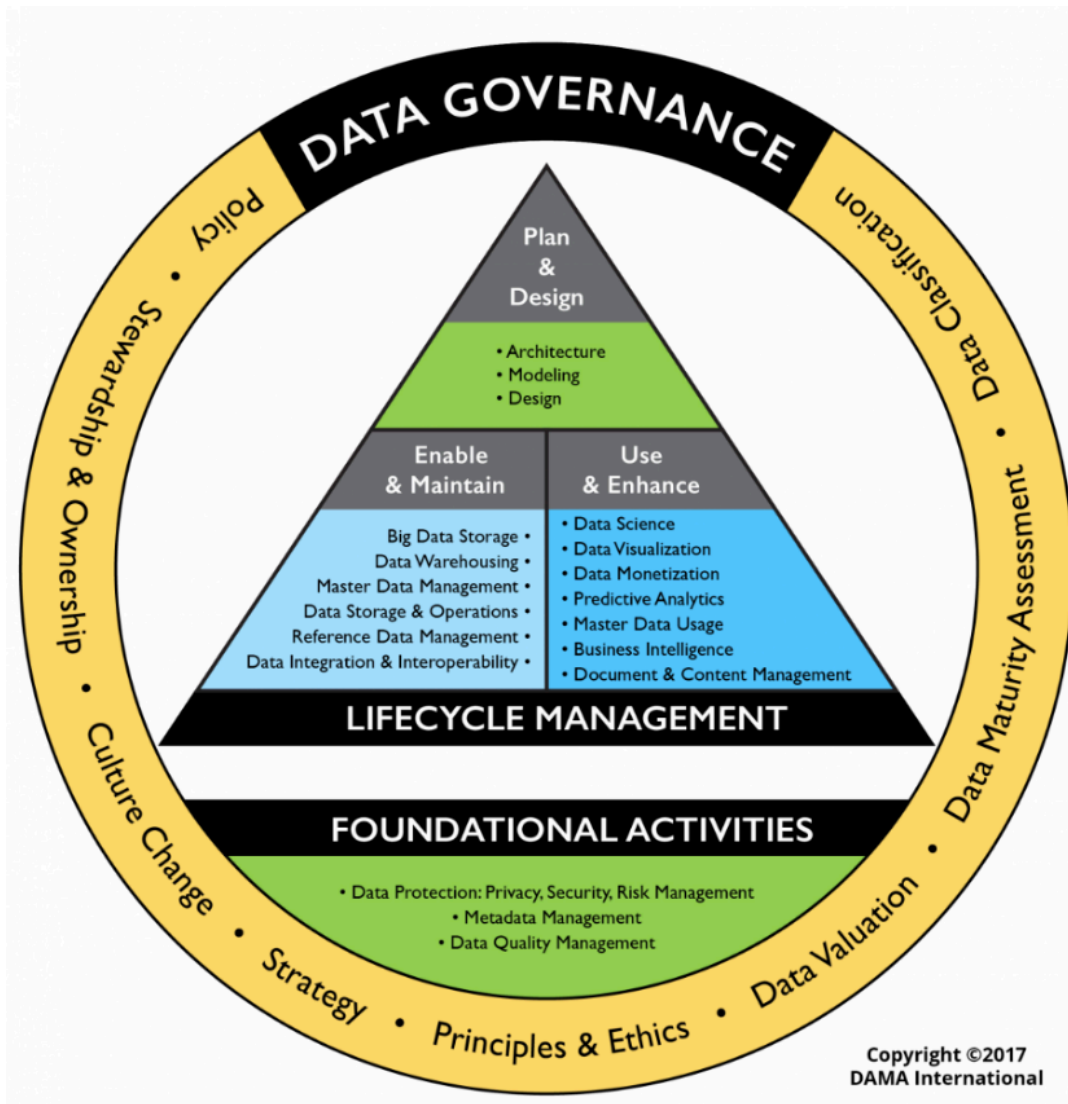 DATA GOVERNANCE
Policy • Stewardship & Ownership • Culture Change • Strategy • Principles & Ethics • Data Valuation • Data Maturity Assessment • Data Classification
Plan
&
Design
• Architecture
• Modeling
• Design
Enable
& Maintain
Big Data Storage •
Data Warehousing •
Master Data Management •
Data Storage & Operations •
Reference Data Management •
Data Integration & Interoperability •
Use
& Enhance
• Data Science
• Data Visualization
• Data Monetization
• Predictive Analytics
• Master Data Usage
• Business Intelligence
• Document & Content Management
LIFECYCLE MANAGEMENT
FOUNDATIONAL ACTIVITIES
• Data Protection: Privacy, Security, Risk Management
• Metadata Management
• Data Quality Management
Copyright ©2017
DAMA International